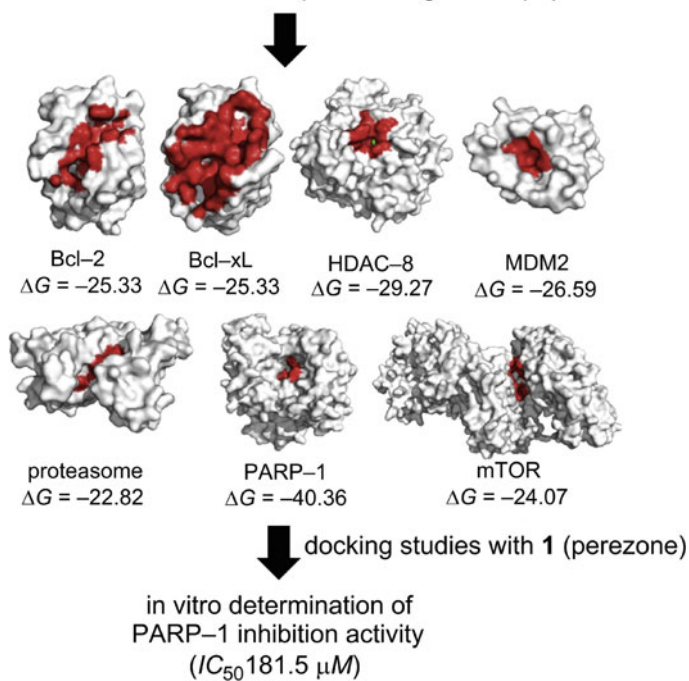 Bcl–2
ΔG = –25.33
Bcl–xL
ΔG = –25.33
HDAC–8
ΔG = –29.27
MDM2
ΔG = –26.59
proteasome
ΔG = –22.82
PARP–1
ΔG = –40.36
mTOR
ΔG = –24.07
docking studies with 1 (perezone)
in vitro determination of
PARP–1 inhibition activity
(IC50 181.5 μM)